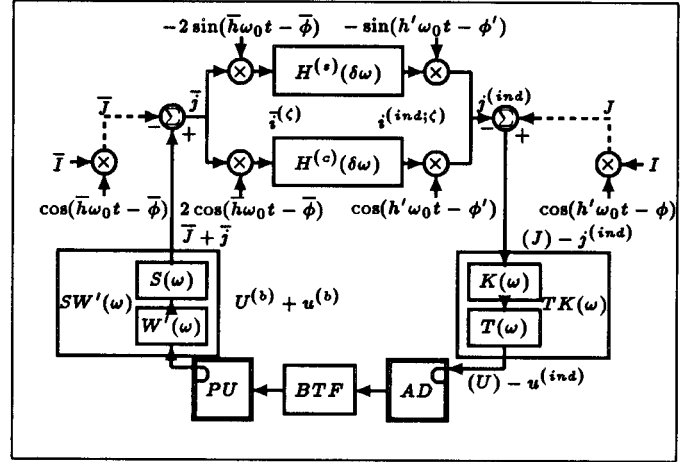 −2 sin(h̅ω₀t − ϕ̅)
− sin(h′ω₀t − ϕ′)
×
H⁽ˢ⁾(δω)
×
J̅
j̅
j⁽ⁱⁿᵈ⁾
J
−
Σ
+
i̅⁽ζ⁾
i⁽ⁱⁿᵈ;ζ⁾
−
Σ
+
I̅
×
×
H⁽ᶜ⁾(δω)
×
×
I
cos(h̅ω₀t − ϕ̅)
2 cos(h̅ω₀t − ϕ̅)
cos(h′ω₀t − ϕ′)
cos(h′ω₀t − ϕ)
J̅ + j̅
(J) − j⁽ⁱⁿᵈ⁾
S(ω)
K(ω)
SW′(ω)
U⁽ᵇ⁾ + u⁽ᵇ⁾
TK(ω)
W′(ω)
T(ω)
PU
BTF
AD
(U) − u⁽ⁱⁿᵈ⁾